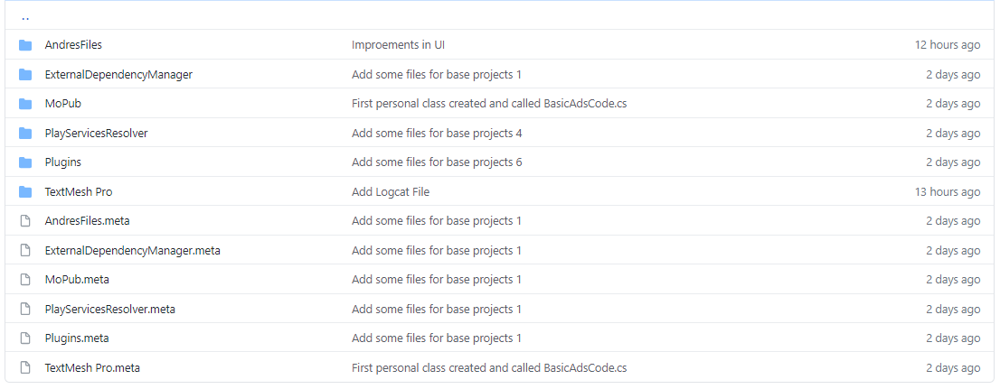 ..
AndresFiles Improements in UI 12 hours ago
ExternalDependencyManager Add some files for base projects 1 2 days ago
MoPub First personal class created and called BasicAdsCode.cs 2 days ago
PlayServicesResolver Add some files for base projects 4 2 days ago
Plugins Add some files for base projects 6 2 days ago
TextMesh Pro Add Logcat File 13 hours ago
AndresFiles.meta Add some files for base projects 1 2 days ago
ExternalDependencyManager.meta Add some files for base projects 1 2 days ago
MoPub.meta Add some files for base projects 1 2 days ago
PlayServicesResolver.meta Add some files for base projects 1 2 days ago
Plugins.meta Add some files for base projects 1 2 days ago
TextMesh Pro.meta First personal class created and called BasicAdsCode.cs 2 days ago